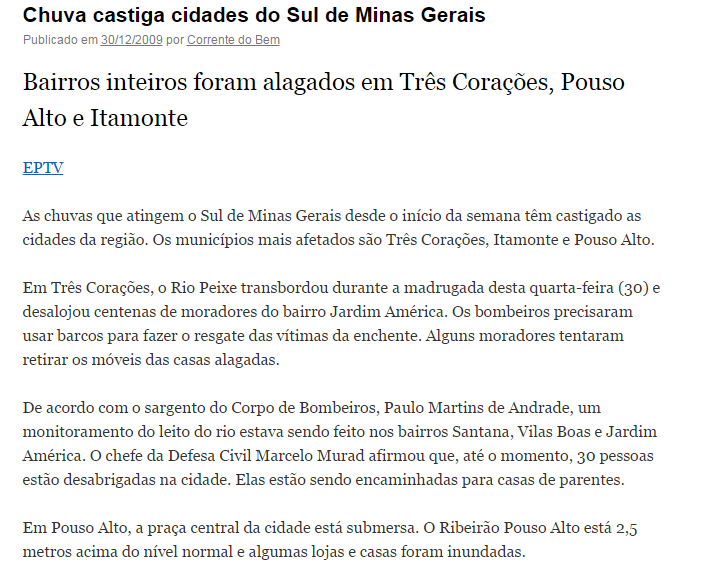 Chuva castiga cidades do Sul de Minas Gerais
Publicado em 30/12/2009 por Corrente do Bem
Bairros inteiros foram alagados em Três Corações, Pouso
Alto e Itamonte
EPTV
As chuvas que atingem o Sul de Minas Gerais desde o início da semana têm castigado as
cidades da região. Os municípios mais afetados são Três Corações, Itamonte e Pouso Alto.
Em Três Corações, o Rio Peixe transbordou durante a madrugada desta quarta-feira (30) e
desalojou centenas de moradores do bairro Jardim América. Os bombeiros precisaram
usar barcos para fazer o resgate das vítimas da enchente. Alguns moradores tentaram
retirar os móveis das casas alagadas.
De acordo com o sargento do Corpo de Bombeiros, Paulo Martins de Andrade, um
monitoramento do leito do rio estava sendo feito nos bairros Santana, Vilas Boas e Jardim
América. O chefe da Defesa Civil Marcelo Murad afirmou que, até o momento, 30 pessoas
estão desabrigadas na cidade. Elas estão sendo encaminhadas para casas de parentes.
Em Pouso Alto, a praça central da cidade está submersa. O Ribeirão Pouso Alto está 2,5
metros acima do nível normal e algumas lojas e casas foram inundadas.